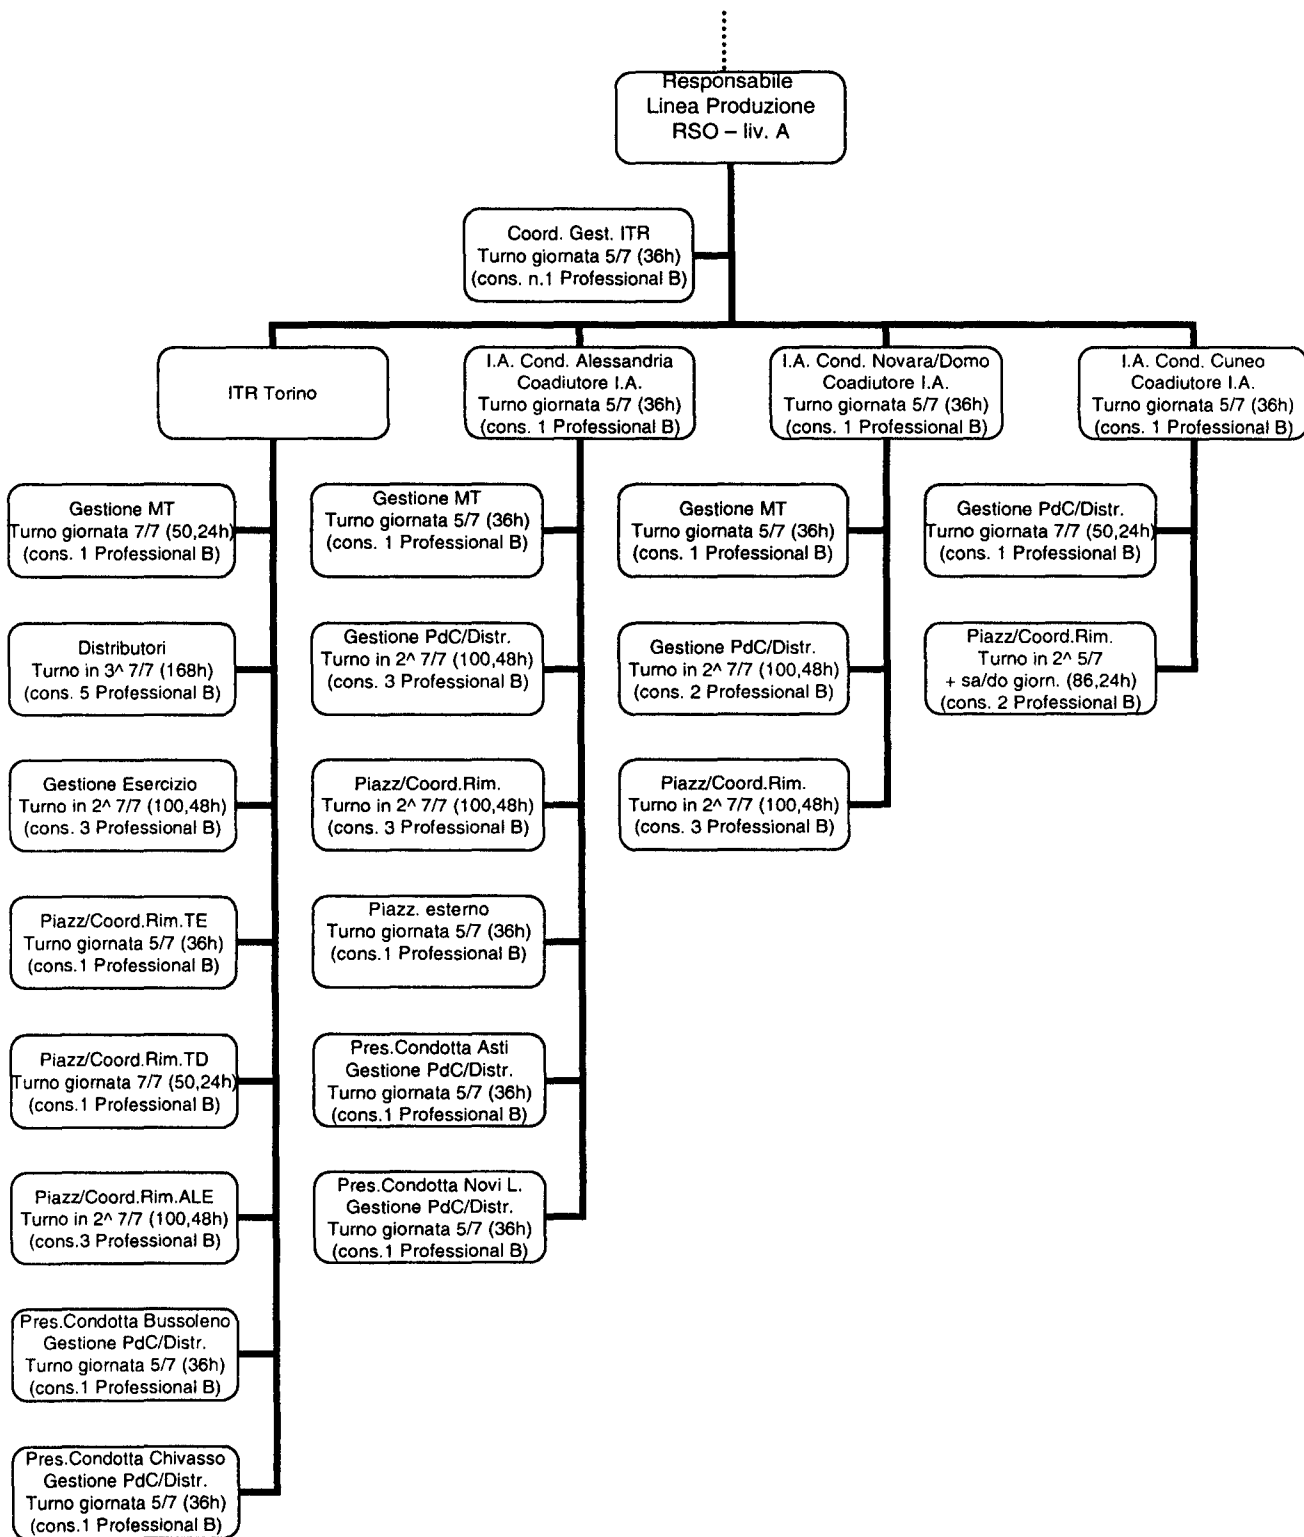 Responsabile
Linea Produzione
RSO – liv. A
Coord. Gest. ITR
Turno giornata 5/7 (36h)
(cons. n.1 Professional B)
ITR Torino
I.A. Cond. Alessandria
Coadiutore I.A.
Turno giornata 5/7 (36h)
(cons. 1 Professional B)
I.A. Cond. Novara/Domo
Coadiutore I.A.
Turno giornata 5/7 (36h)
(cons. 1 Professional B)
I.A. Cond. Cuneo
Coadiutore I.A.
Turno giornata 5/7 (36h)
(cons. 1 Professional B)
Gestione MT
Turno giornata 7/7 (50,24h)
(cons. 1 Professional B)
Distributori
Turno in 3^ 7/7 (168h)
(cons. 5 Professional B)
Gestione Esercizio
Turno in 2^ 7/7 (100,48h)
(cons. 3 Professional B)
Piazz/Coord.Rim.TE
Turno giornata 5/7 (36h)
(cons.1 Professional B)
Piazz/Coord.Rim.TD
Turno giornata 7/7 (50,24h)
(cons.1 Professional B)
Piazz/Coord.Rim.ALE
Turno in 2^ 7/7 (100,48h)
(cons.3 Professional B)
Pres.Condotta Bussoleno
Gestione PdC/Distr.
Turno giornata 5/7 (36h)
(cons.1 Professional B)
Pres.Condotta Chivasso
Gestione PdC/Distr.
Turno giornata 5/7 (36h)
(cons.1 Professional B)
Gestione MT
Turno giornata 5/7 (36h)
(cons. 1 Professional B)
Gestione PdC/Distr.
Turno in 2^ 7/7 (100,48h)
(cons. 3 Professional B)
Piazz/Coord.Rim.
Turno in 2^ 7/7 (100,48h)
(cons. 3 Professional B)
Piazz. esterno
Turno giornata 5/7 (36h)
(cons.1 Professional B)
Pres.Condotta Asti
Gestione PdC/Distr.
Turno giornata 5/7 (36h)
(cons.1 Professional B)
Pres.Condotta Novi L.
Gestione PdC/Distr.
Turno giornata 5/7 (36h)
(cons.1 Professional B)
Gestione MT
Turno giornata 5/7 (36h)
(cons. 1 Professional B)
Gestione PdC/Distr.
Turno in 2^ 7/7 (100,48h)
(cons. 2 Professional B)
Piazz/Coord.Rim.
Turno in 2^ 7/7 (100,48h)
(cons. 3 Professional B)
Gestione PdC/Distr.
Turno giornata 7/7 (50,24h)
(cons. 1 Professional B)
Piazz/Coord.Rim.
Turno in 2^ 5/7
+ sa/do giorn. (86,24h)
(cons. 2 Professional B)